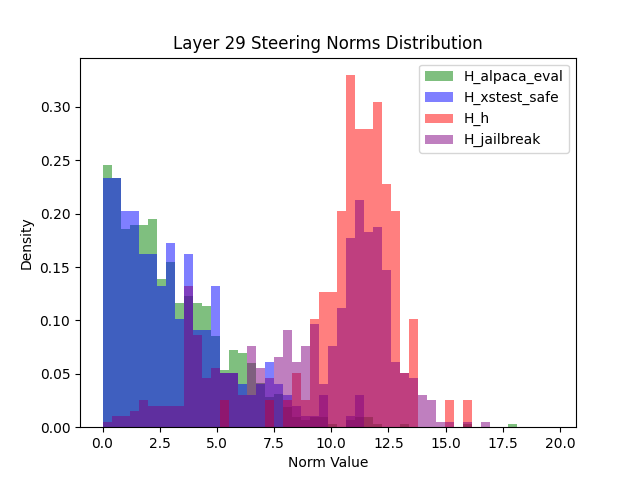 Layer 29 Steering Norms Distribution
H_alpaca_eval
H_xstest_safe
H_h
H_jailbreak
Density
0.30
0.25
0.20
0.15
0.10
0.05
0.00
0.0 2.5 5.0 7.5 10.0 12.5 15.0 17.5 20.0
Norm Value